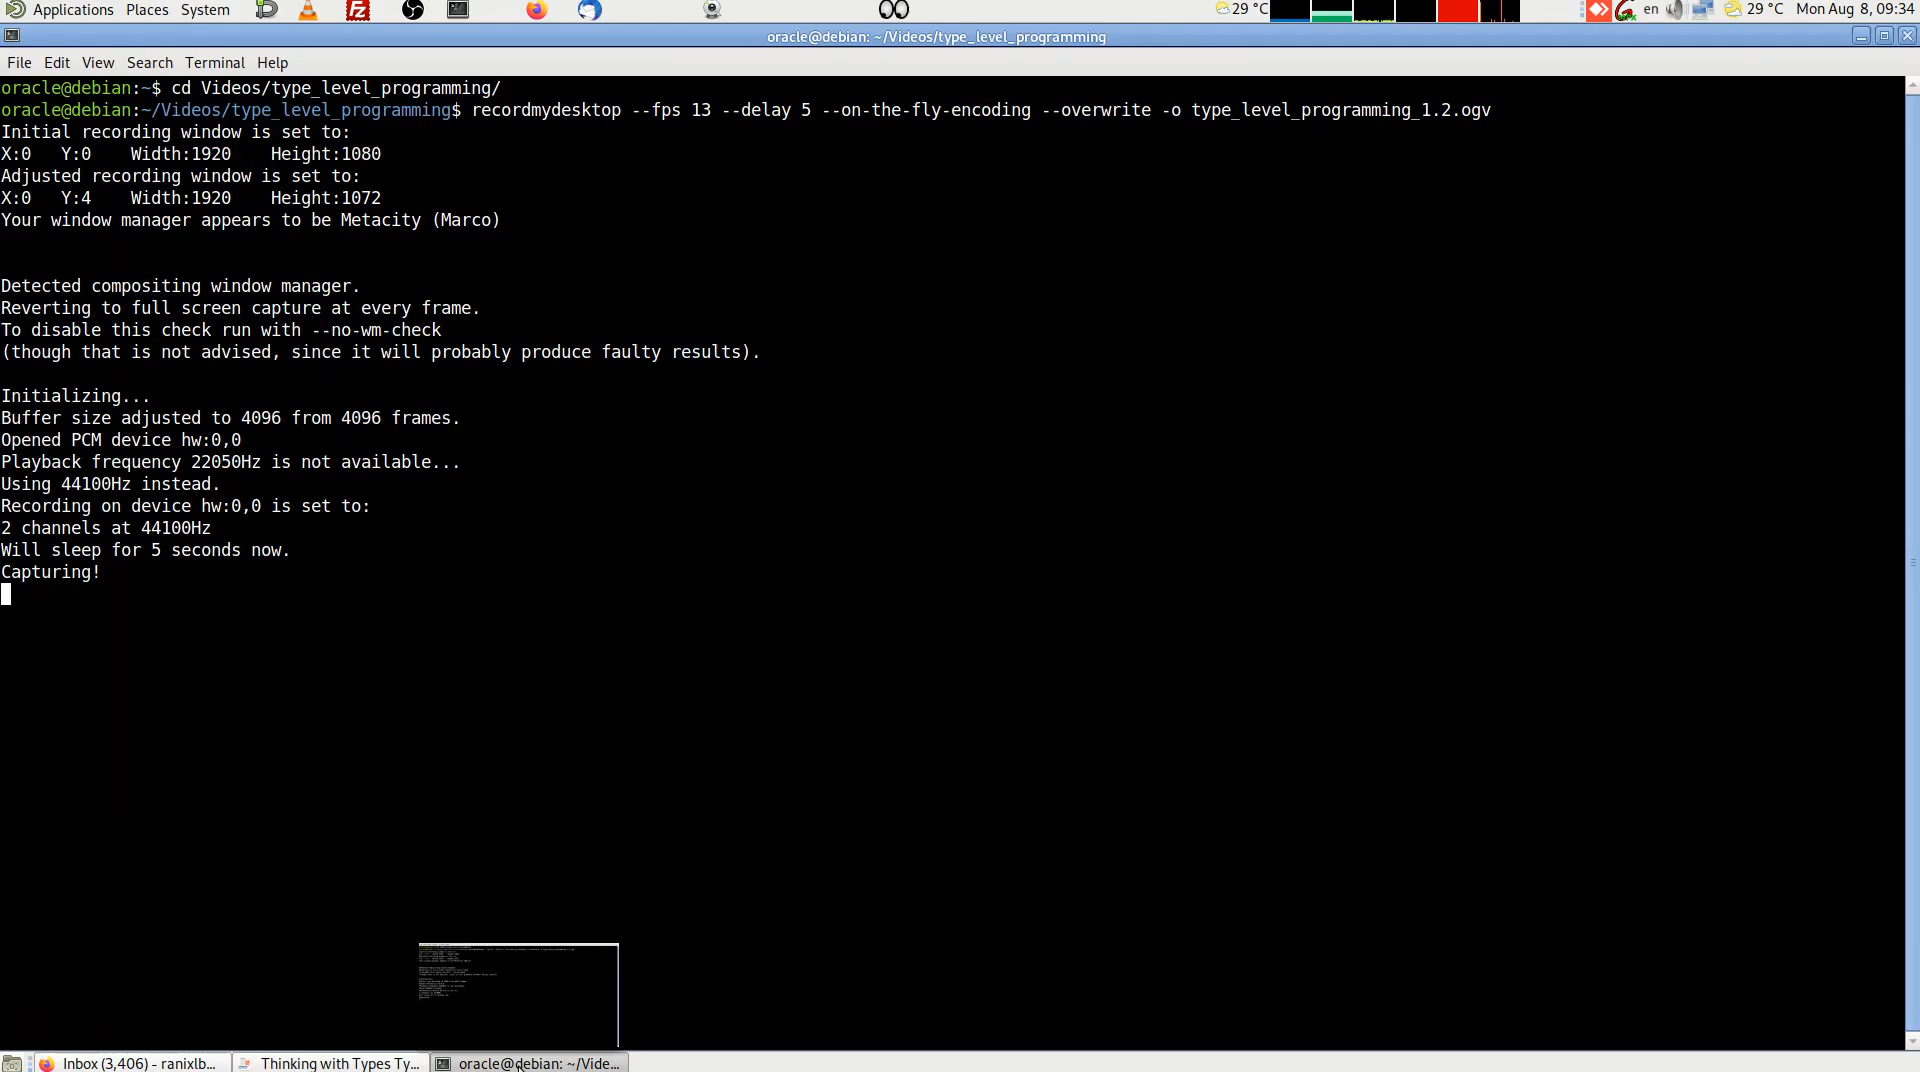 Applications Places System 29 °C en 29 °C Mon Aug 8, 09:34
oracle@debian: ~/Videos/type_level_programming
File Edit View Search Terminal Help
oracle@debian:~$ cd Videos/type_level_programming/
oracle@debian:~/Videos/type_level_programming$ recordmydesktop --fps 13 --delay 5 --on-the-fly-encoding --overwrite -o type_level_programming_1.2.ogv
Initial recording window is set to:
X:0   Y:0    Width:1920    Height:1080
Adjusted recording window is set to:
X:0   Y:4    Width:1920    Height:1072
Your window manager appears to be Metacity (Marco)
Detected compositing window manager.
Reverting to full screen capture at every frame.
To disable this check run with --no-wm-check
(though that is not advised, since it will probably produce faulty results).
Initializing...
Buffer size adjusted to 4096 from 4096 frames.
Opened PCM device hw:0,0
Playback frequency 22050Hz is not available...
Using 44100Hz instead.
Recording on device hw:0,0 is set to:
2 channels at 44100Hz
Will sleep for 5 seconds now.
Capturing!
Inbox (3,406) - ranixlb... Thinking with Types Ty... oracle@debian: ~/Vide...